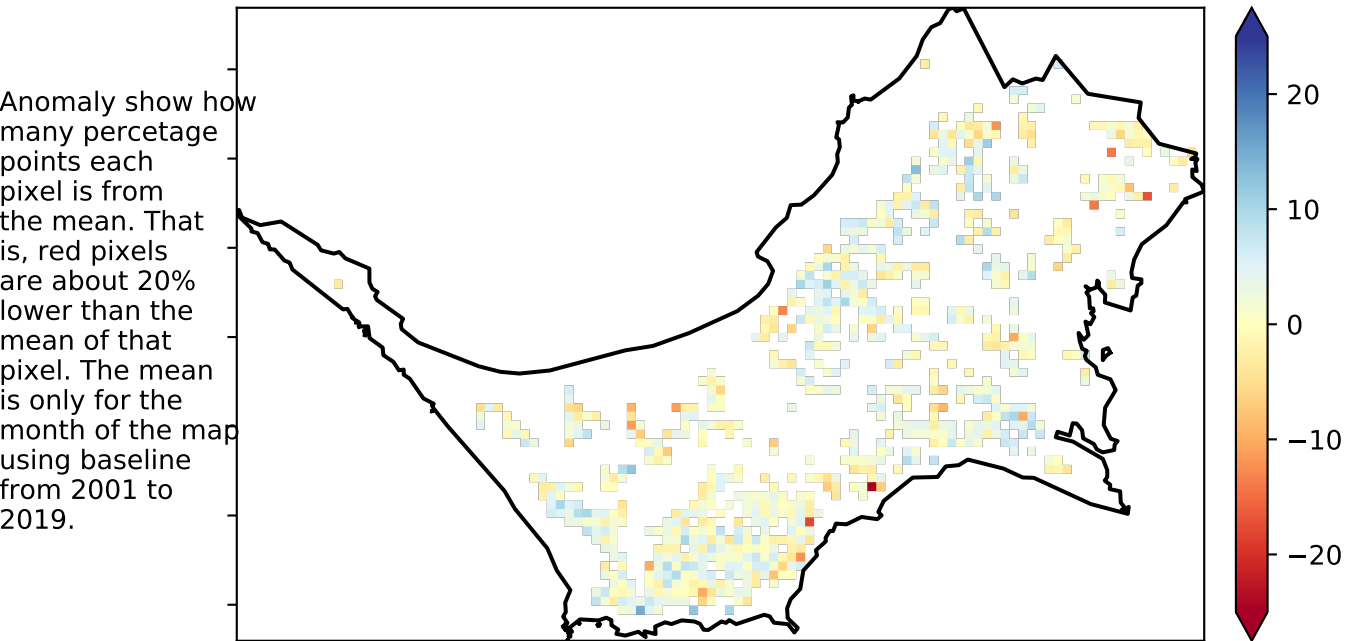 Anomaly show how
many percetage
points each
pixel is from
the mean. That
is, red pixels
are about 20%
lower than the
mean of that
pixel. The mean
is only for the
month of the map
using baseline
from 2001 to
2019.
20
10
0
−10
−20